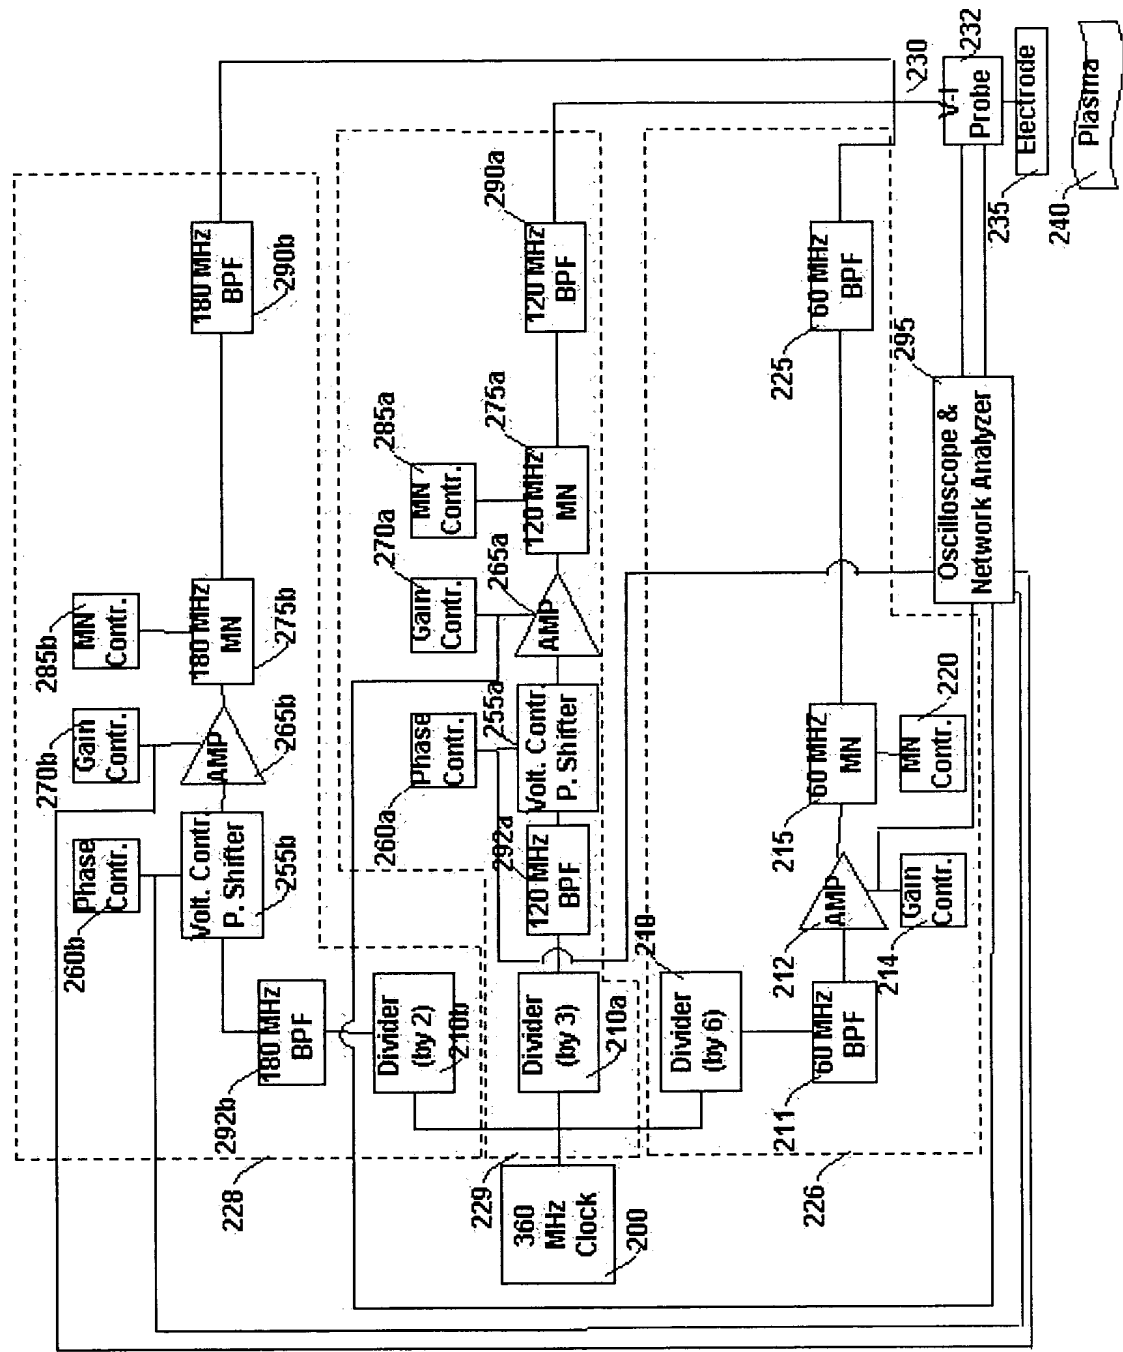 180 MHz
BPF
290b
285b
MN
Contr.
180 MHz
MN
275b
270b
Gain
Contr.
AMP
265b
260b
Phase
Contr.
Volt. Contr.
P. Shifter
255b
292b
180 MHz
BPF
Divider
(by 2)
210b
228
120 MHz
BPF
290a
285a
MN
Contr.
120 MHz
MN
275a
270a
Gain
Contr.
AMP
265a
260a
Phase
Contr.
Volt. Contr.
P. Shifter
255a
292a
120 MHz
BPF
Divider
(by 3)
210a
229
360
MHz
Clock
200
210
Divider
(by 6)
211
60 MHz
BPF
212
AMP
214
Gain
Contr.
215
60 MHz
MN
220
MN
Contr.
225
60 MHz
BPF
226
230
232
V-I
Probe
235
Electrode
240
Plasma
295
Oscilloscope &
Network Analyzer